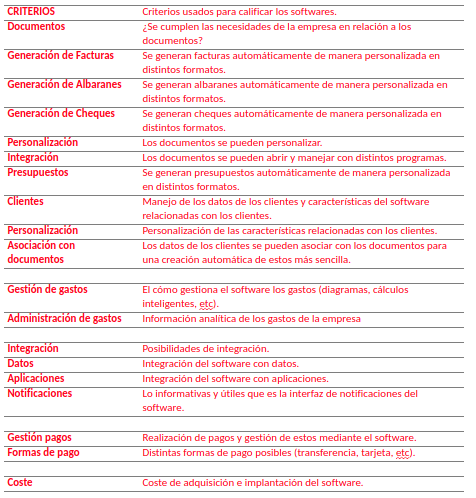 CRITERIOS Criterios usados para calificar los softwares.
Documentos ¿Se cumplen las necesidades de la empresa en relación a los
documentos?
Generación de Facturas Se generan facturas automáticamente de manera personalizada en
distintos formatos.
Generación de Albaranes Se generan albaranes automáticamente de manera personalizada en
distintos formatos.
Generación de Cheques Se generan cheques automáticamente de manera personalizada en
distintos formatos.
Personalización Los documentos se pueden personalizar.
Integración Los documentos se pueden abrir y manejar con distintos programas.
Presupuestos Se generan presupuestos automáticamente de manera personalizada
en distintos formatos.
Clientes Manejo de los datos de los clientes y características del software
relacionadas con los clientes.
Personalización Personalización de las características relacionadas con los clientes.
Asociación con Los datos de los clientes se pueden asociar con los documentos para
documentos una creación automática de estos más sencilla.
Gestión de gastos El cómo gestiona el software los gastos (diagramas, cálculos
inteligentes, etc).
Administración de gastos Información analítica de los gastos de la empresa
Integración Posibilidades de integración.
Datos Integración del software con datos.
Aplicaciones Integración del software con aplicaciones.
Notificaciones Lo informativas y útiles que es la interfaz de notificaciones del
software.
Gestión pagos Realización de pagos y gestión de estos mediante el software.
Formas de pago Distintas formas de pago posibles (transferencia, tarjeta, etc).
Coste Coste de adquisición e implantación del software.